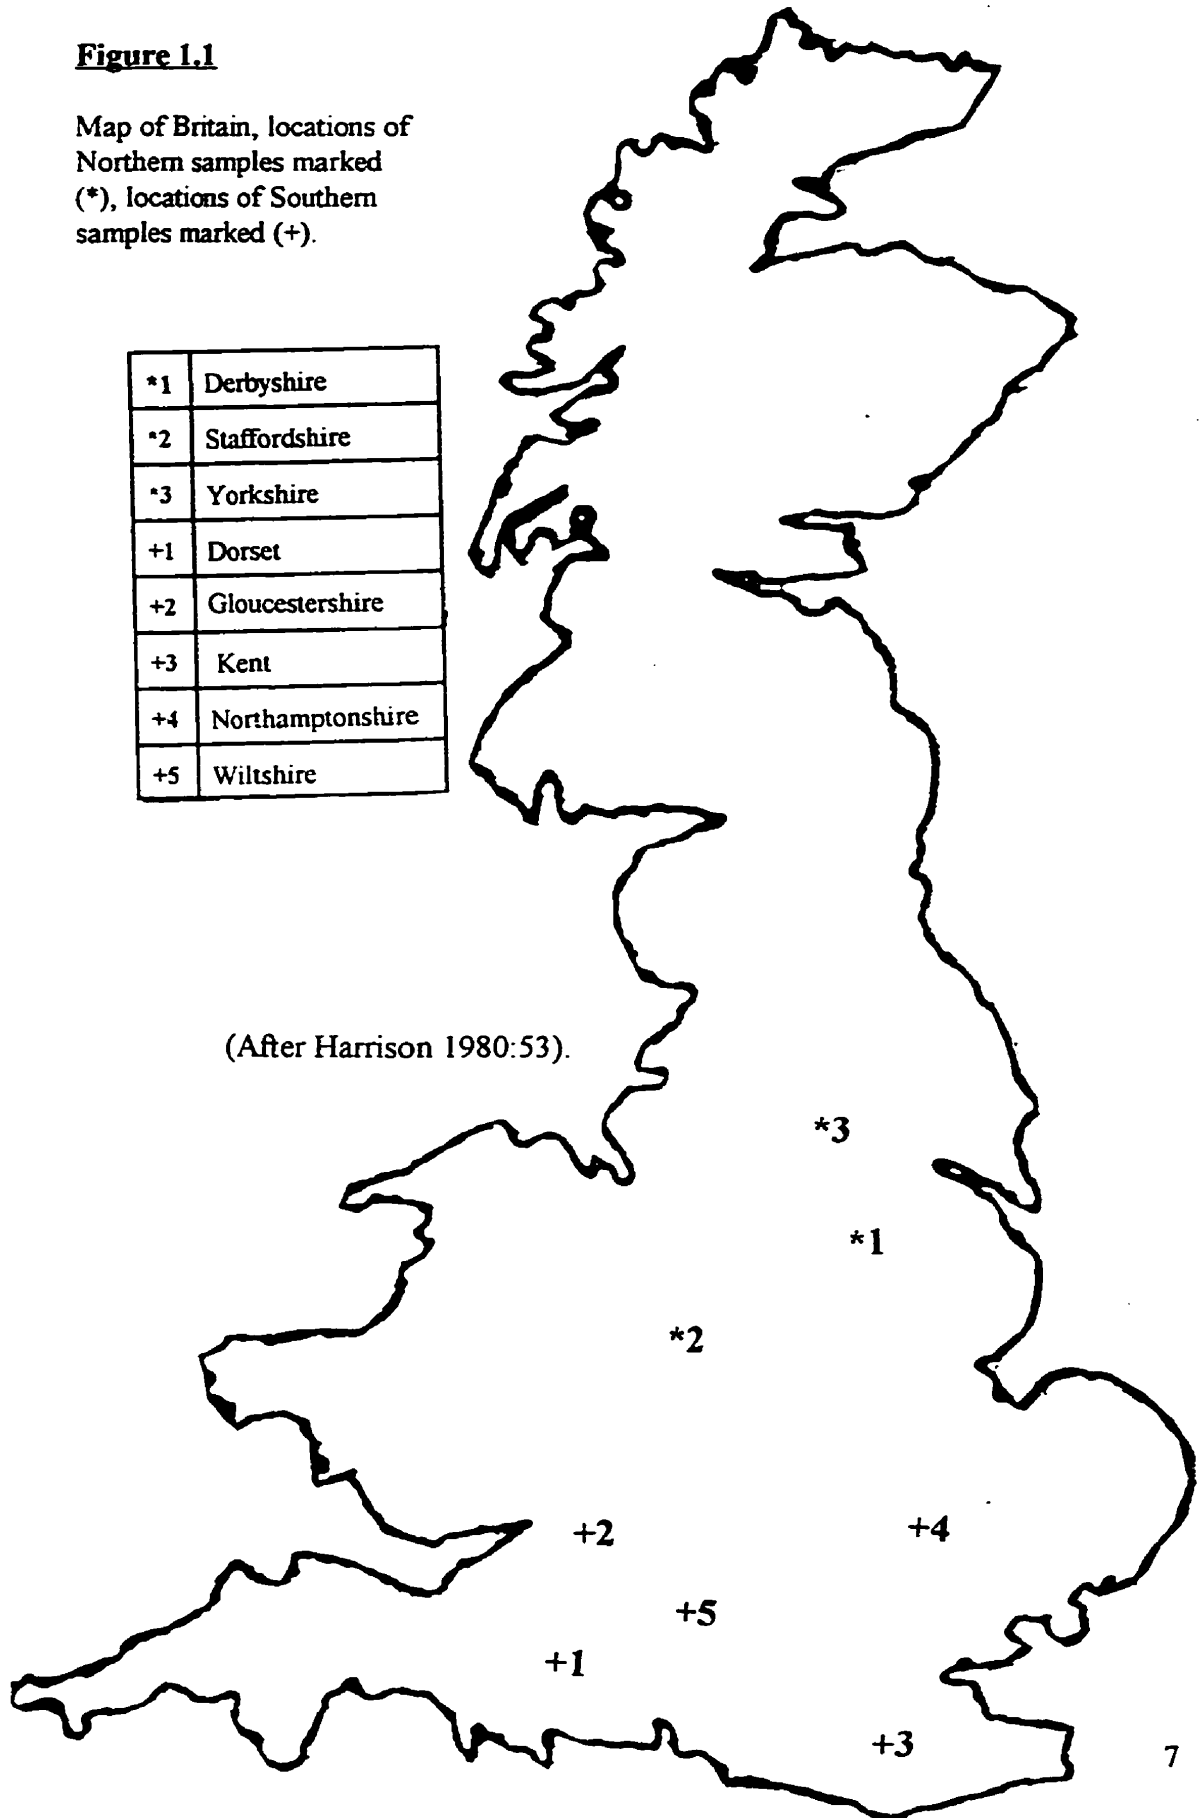 Figure 1.1
Map of Britain, locations of
Northern samples marked
(*), locations of Southern
samples marked (+).
*1 Derbyshire
*2 Staffordshire
*3 Yorkshire
+1 Dorset
+2 Gloucestershire
+3 Kent
+4 Northamptonshire
+5 Wiltshire
(After Harrison 1980:53).
*3
*1
*2
+2 +4
+5
+1
+3
7